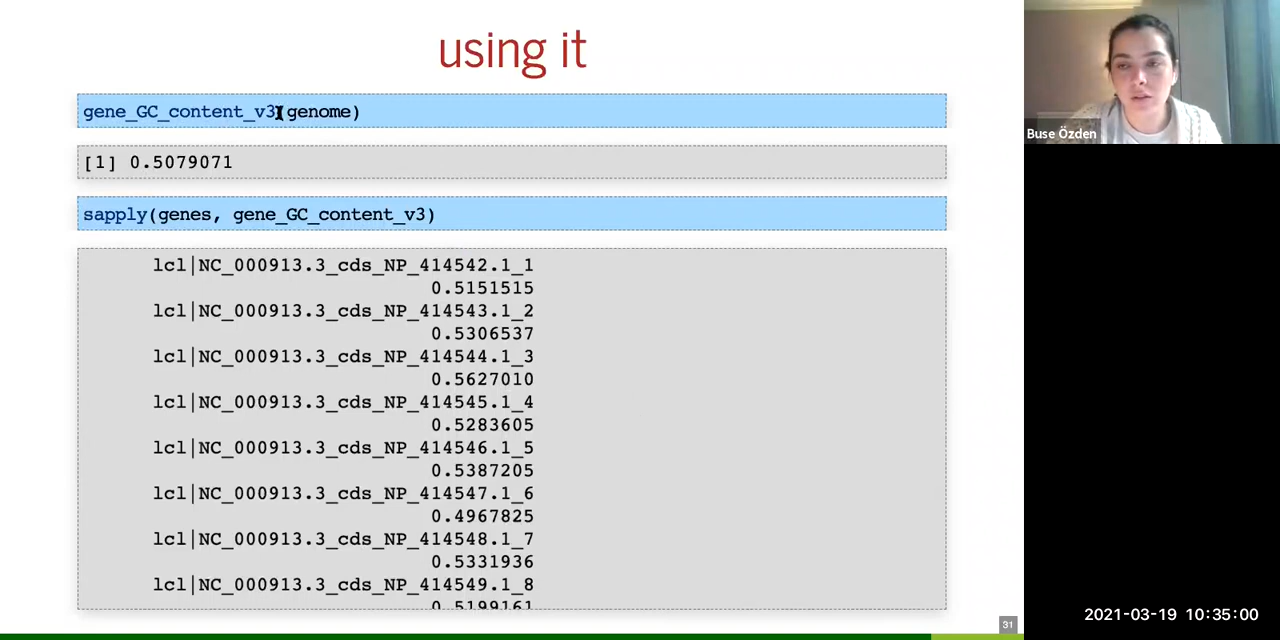 using it
gene_GC_content_v3(genome)
[1] 0.5079071
sapply(genes, gene_GC_content_v3)
lcl|NC_000913.3_cds_NP_414542.1_1
0.5151515
lcl|NC_000913.3_cds_NP_414543.1_2
0.5306537
lcl|NC_000913.3_cds_NP_414544.1_3
0.5627010
lcl|NC_000913.3_cds_NP_414545.1_4
0.5283605
lcl|NC_000913.3_cds_NP_414546.1_5
0.5387205
lcl|NC_000913.3_cds_NP_414547.1_6
0.4967825
lcl|NC_000913.3_cds_NP_414548.1_7
0.5331936
lcl|NC_000913.3_cds_NP_414549.1_8
0.5199161
31
Buse Özden
2021-03-19 10:35:00